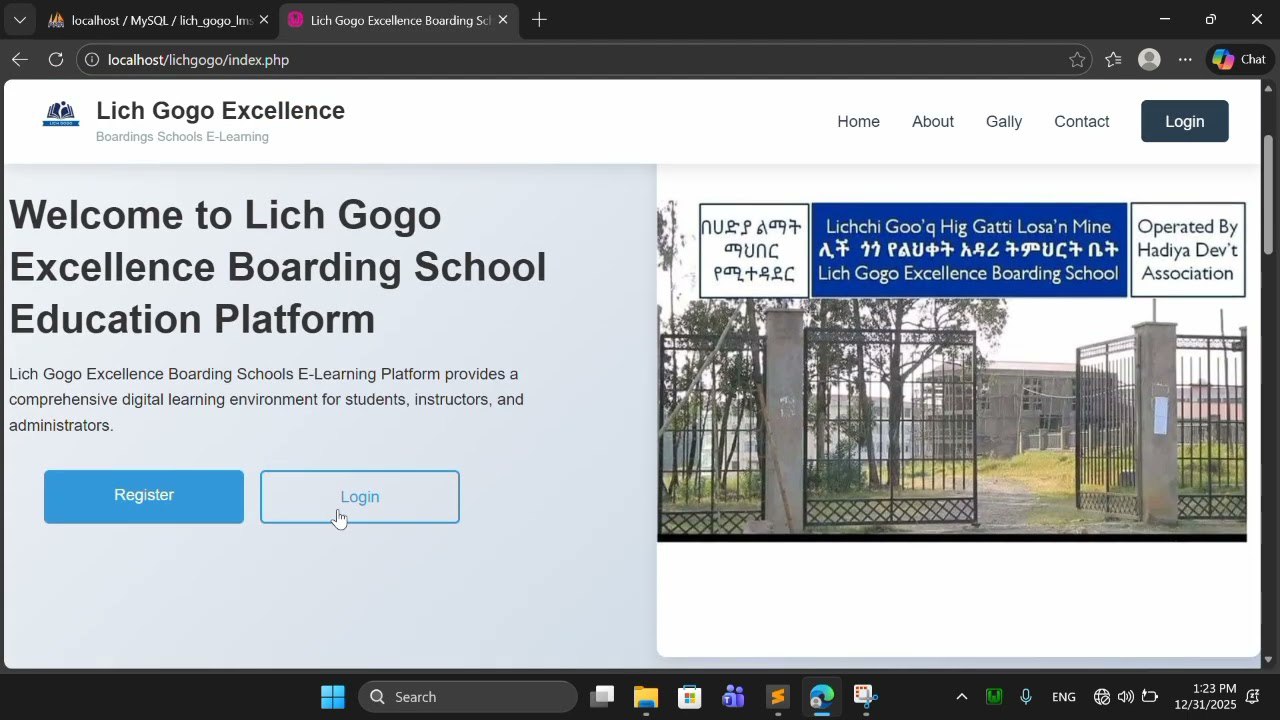 localhost / MySQL / lich_gogo_lms
Lich Gogo Excellence Boarding Sch
localhost/lichgogo/index.php
Chat
LICH GOGO
Lich Gogo Excellence
Boardings Schools E-Learning
Home
About
Gally
Contact
Login
Welcome to Lich Gogo
Excellence Boarding School
Education Platform
Lich Gogo Excellence Boarding Schools E-Learning Platform provides a
comprehensive digital learning environment for students, instructors, and
administrators.
Register
Login
በሀድያ ልማት
ማህበር
የሚተዳደር
Lichchi Goo'q Hig Gatti Losa'n Mine
ሊች ጎጎ የልህቀት አዳሪ ትምህርት ቤት
Lich Gogo Excellence Boarding School
Operated By
Hadiya Dev't
Association
Search
ENG
1:23 PM
12/31/2025